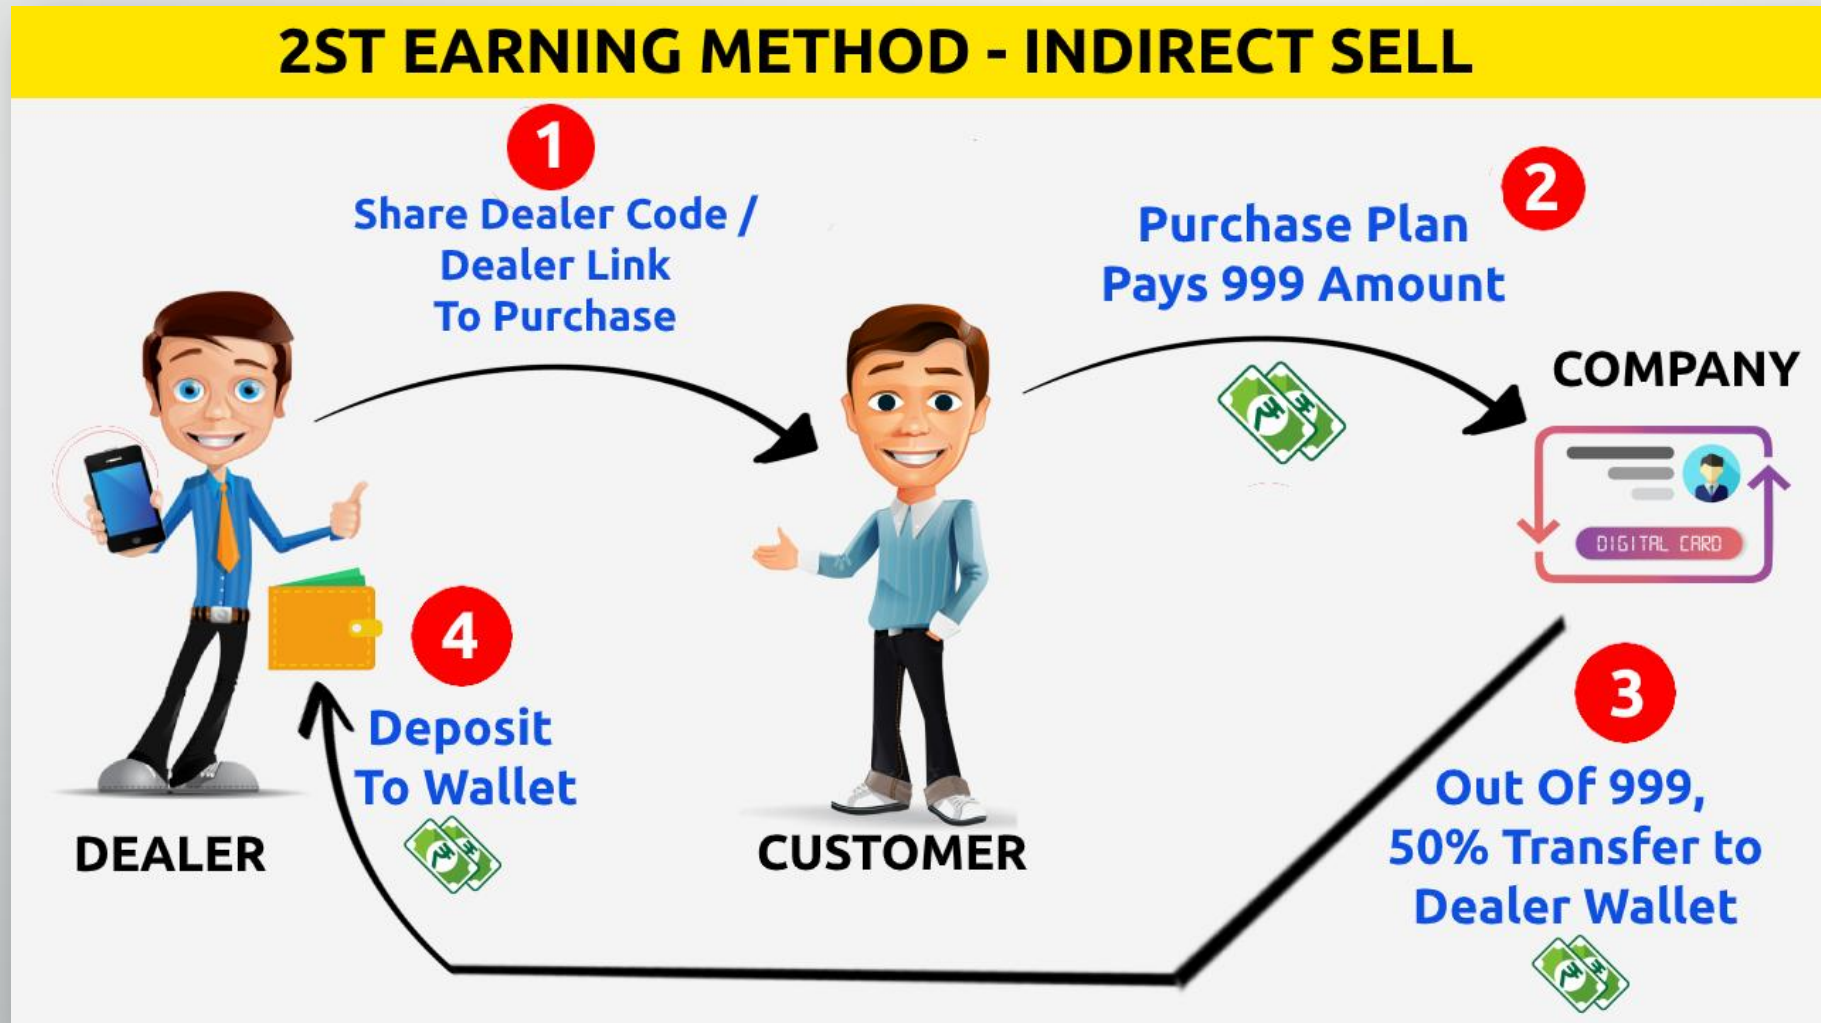 2ST EARNING METHOD - INDIRECT SELL
1
Share Dealer Code /
Dealer Link
To Purchase
2
Purchase Plan
Pays 999 Amount
COMPANY
DIGITAL CARD
3
Out Of 999,
50% Transfer to
Dealer Wallet
4
Deposit
To Wallet
DEALER
CUSTOMER